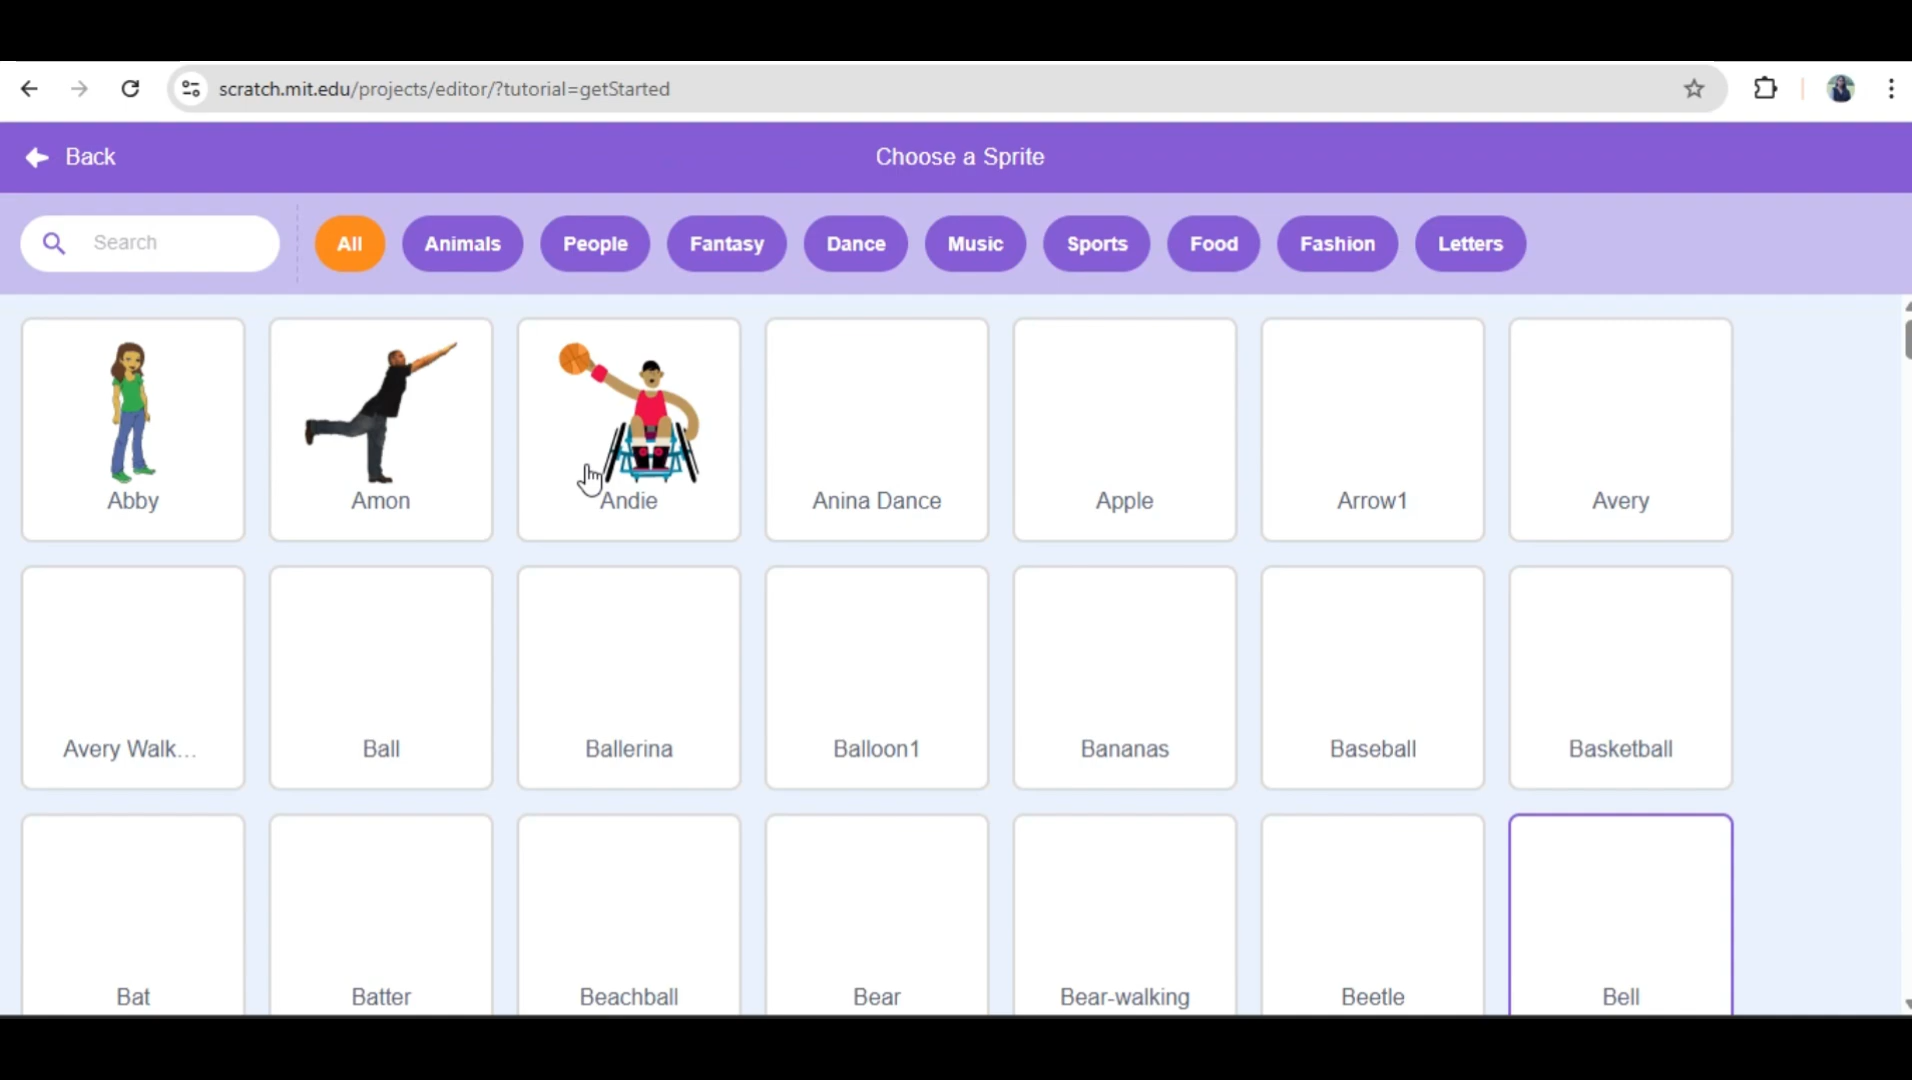 scratch.mit.edu/projects/editor/?tutorial=getStarted
Back
Choose a Sprite
Search
All
Animals
People
Fantasy
Dance
Music
Sports
Food
Fashion
Letters
Abby
Amon
Andie
Anina Dance
Apple
Arrow1
Avery
Avery Walk...
Ball
Ballerina
Balloon1
Bananas
Baseball
Basketball
Bat
Batter
Beachball
Bear
Bear-walking
Beetle
Bell